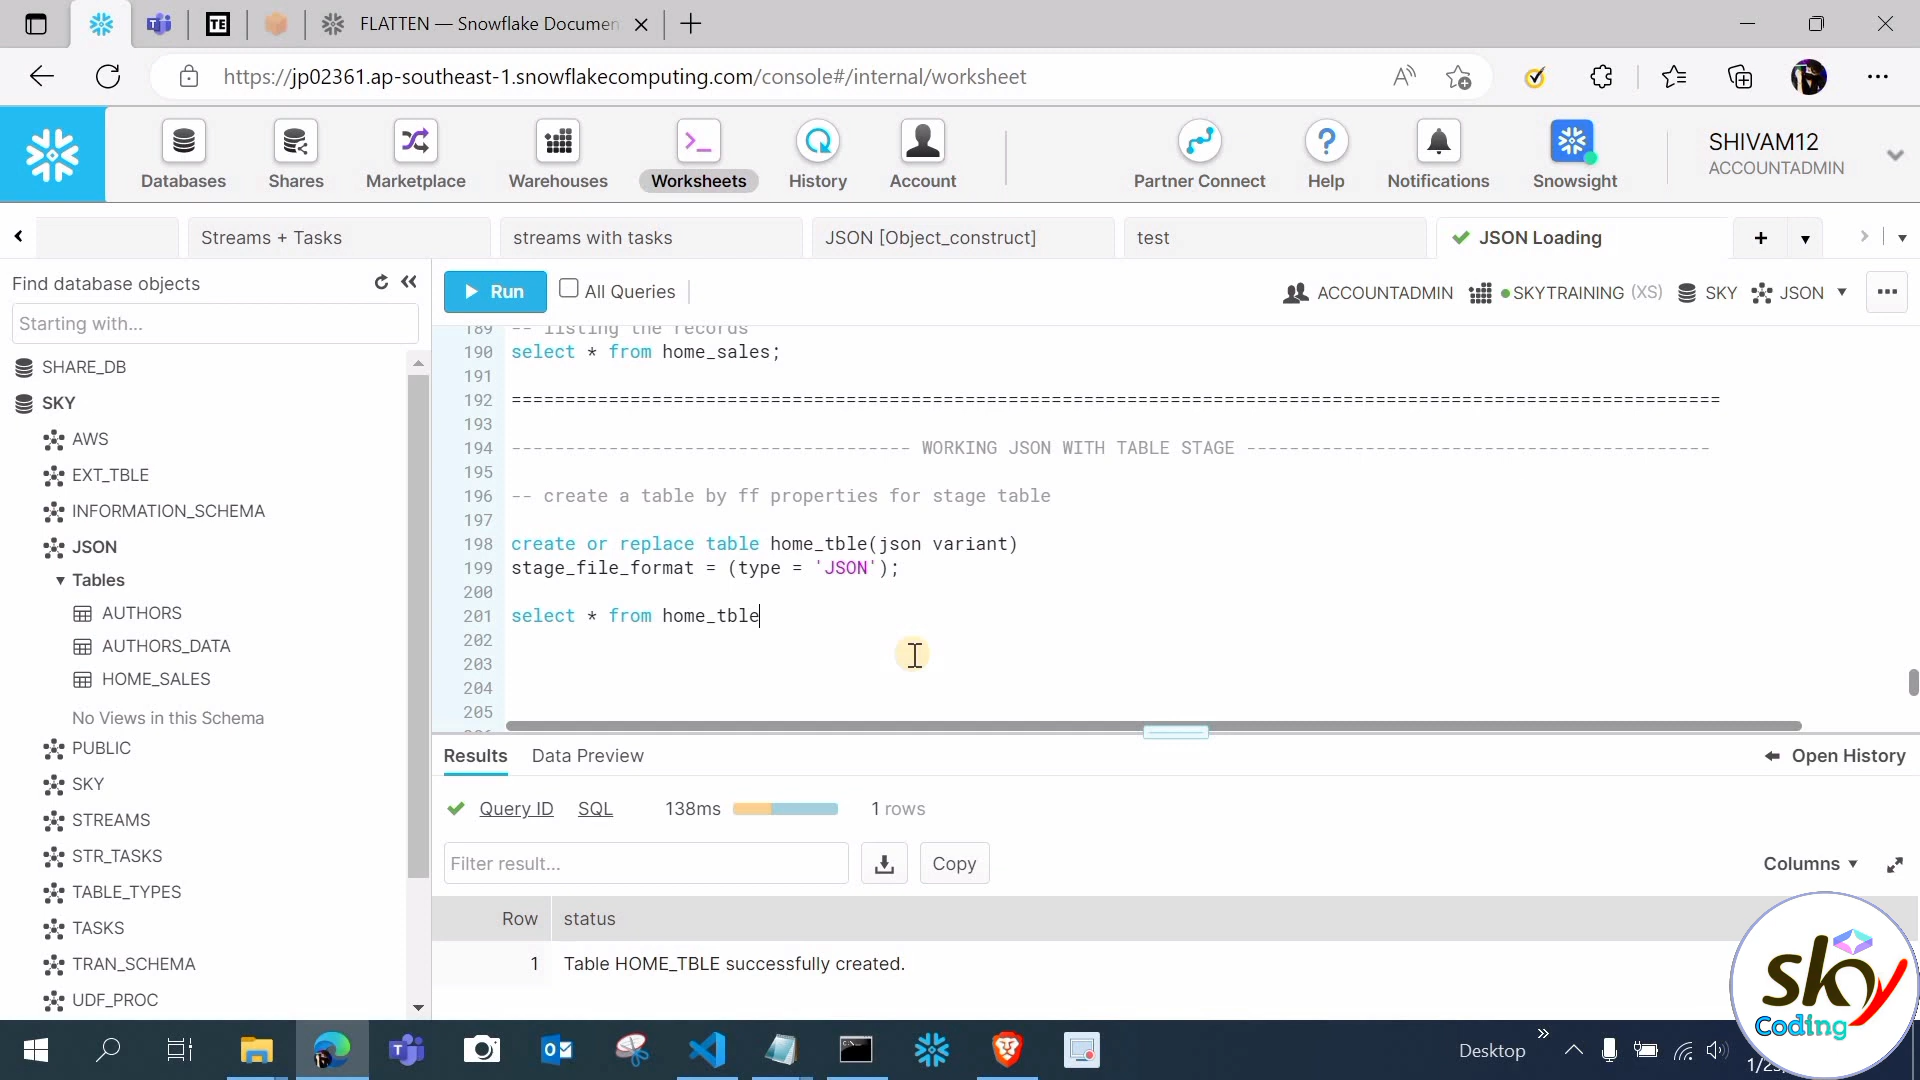 TE
FLATTEN — Snowflake Documen
https://jp02361.ap-southeast-1.snowflakecomputing.com/console#/internal/worksheet
Databases
Shares
Marketplace
Warehouses
Worksheets
History
Account
Partner Connect
Help
Notifications
Snowsight
SHIVAM12
ACCOUNTADMIN
Streams + Tasks
streams with tasks
JSON [Object_construct]
test
JSON Loading
Find database objects
Starting with...
SHARE_DB
SKY
AWS
EXT_TBLE
INFORMATION_SCHEMA
JSON
Tables
AUTHORS
AUTHORS_DATA
HOME_SALES
No Views in this Schema
PUBLIC
SKY
STREAMS
STR_TASKS
TABLE_TYPES
TASKS
TRAN_SCHEMA
UDF_PROC
Run
All Queries
ACCOUNTADMIN
SKYTRAINING (XS)
SKY
JSON
189 -- listing the records
190 select * from home_sales;
191
192 ================================================================================================================
193
194 ------------------------------------- WORKING JSON WITH TABLE STAGE -------------------------------------------
195
196 -- create a table by ff properties for stage table
197
198 create or replace table home_tble(json variant)
199 stage_file_format = (type = 'JSON');
200
201 select * from home_tble
202
203
204
205
Results
Data Preview
Open History
Query ID
SQL
138ms
1 rows
Filter result...
Copy
Columns
Row status
1 Table HOME_TBLE successfully created.
sky
Coding
Desktop